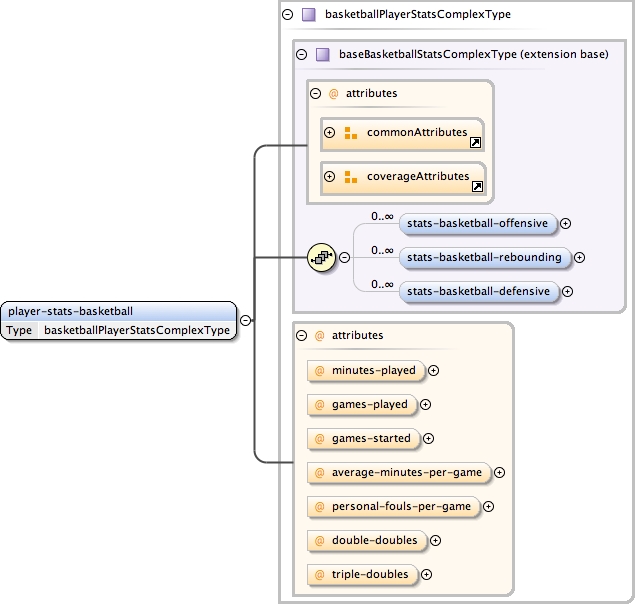 basketballPlayerStatsComplexType
baseBasketballStatsComplexType (extension base)
@ attributes
commonAttributes
coverageAttributes
0..∞
stats-basketball-offensive
0..∞
stats-basketball-rebounding
0..∞
stats-basketball-defensive
player-stats-basketball
Type basketballPlayerStatsComplexType
@ attributes
@ minutes-played
@ games-played
@ games-started
@ average-minutes-per-game
@ personal-fouls-per-game
@ double-doubles
@ triple-doubles